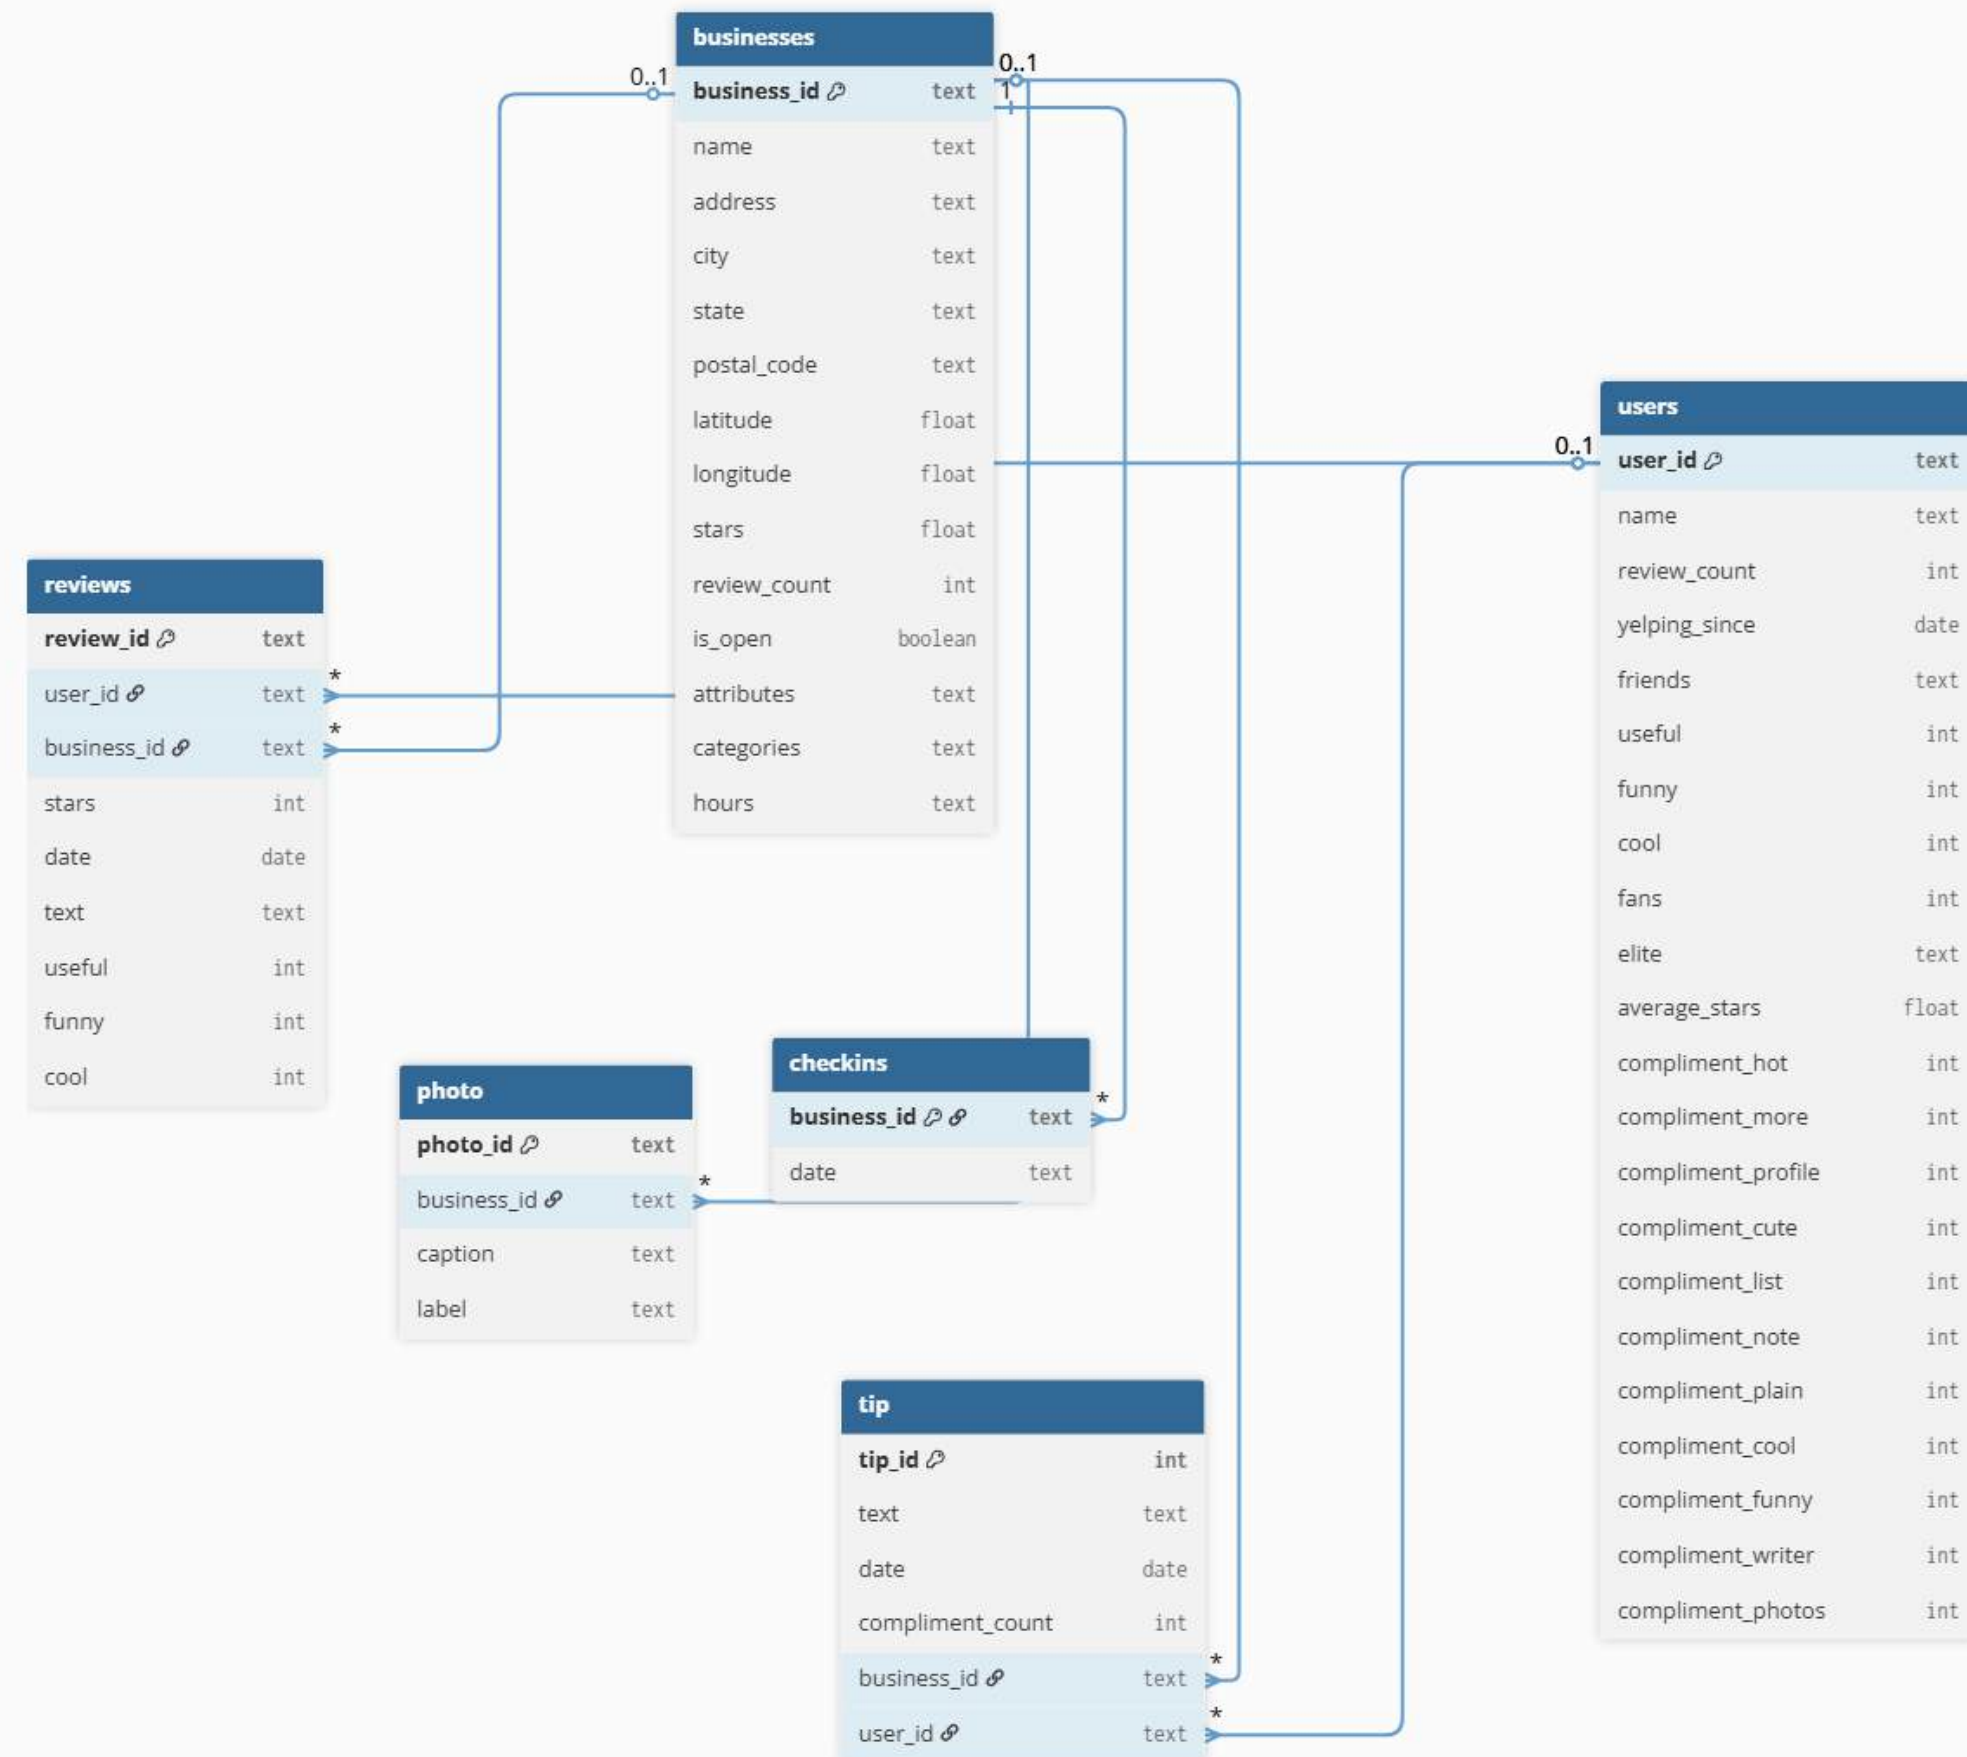 businesses
business_id text
name text
address text
city text
state text
postal_code text
latitude float
longitude float
stars float
review_count int
is_open boolean
attributes text
categories text
hours text
0..1
0..1
1
0..1
users
user_id text
name text
review_count int
yelping_since date
friends text
useful int
funny int
cool int
fans int
elite text
average_stars float
compliment_hot int
compliment_more int
compliment_profile int
compliment_cute int
compliment_list int
compliment_note int
compliment_plain int
compliment_cool int
compliment_funny int
compliment_writer int
compliment_photos int
reviews
review_id text
user_id text *
business_id text *
stars int
date date
text text
useful int
funny int
cool int
photo
photo_id text
business_id text *
caption text
label text
checkins
business_id text *
date text
tip
tip_id int
text text
date date
compliment_count int
business_id text *
user_id text *